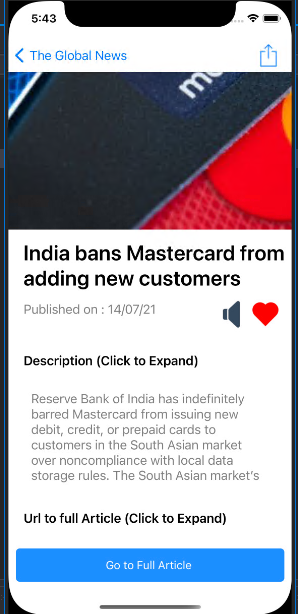 5:43
The Global News
India bans Mastercard from
adding new customers
Published on : 14/07/21
Description (Click to Expand)
Reserve Bank of India has indefinitely
barred Mastercard from issuing new
debit, credit, or prepaid cards to
customers in the South Asian market
over noncompliance with local data
storage rules. The South Asian market's
Url to full Article (Click to Expand)
Go to Full Article